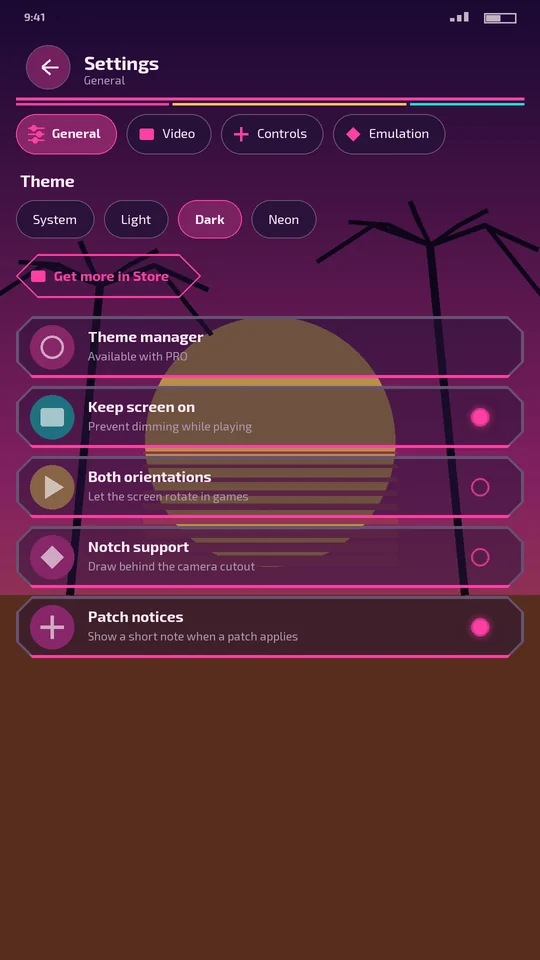 9:41
Settings
General
General
Video
Controls
Emulation
Theme
System
Light
Dark
Neon
Get more in Store
Theme manager
Available with PRO
Keep screen on
Prevent dimming while playing
Both orientations
Let the screen rotate in games
Notch support
Draw behind the camera cutout
Patch notices
Show a short note when a patch applies